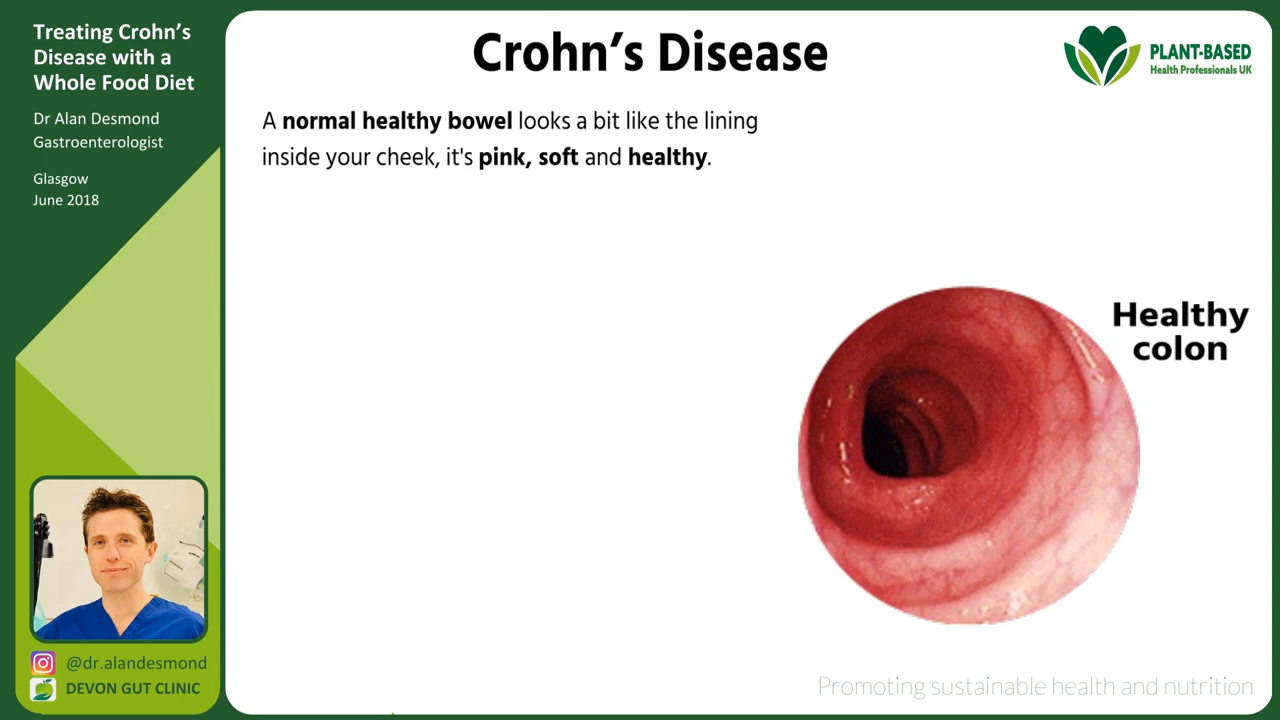 Treating Crohn’s
Disease with a
Whole Food Diet
Dr Alan Desmond
Gastroenterologist
Glasgow
June 2018
@dr.alandesmond
DEVON GUT CLINIC
Crohn’s Disease
PLANT-BASED
Health Professionals UK
A normal healthy bowel looks a bit like the lining
inside your cheek, it's pink, soft and healthy.
Healthy
colon
Promoting sustainable health and nutrition